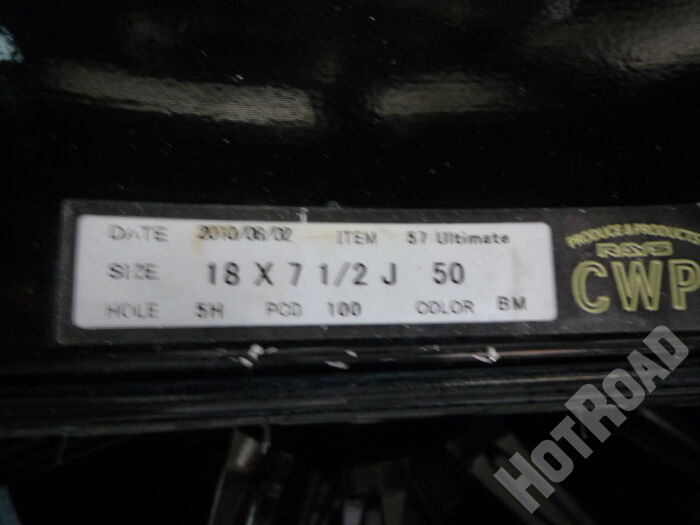 DATE 2010/06/02 ITEM 57 Ultimate
SIZE 18 X 7 1/2 J 50
HOLE 5H PCD 100 COLOR BM
PRODUCE & PRODUCTED
RAYS
CWP
HOTROAD